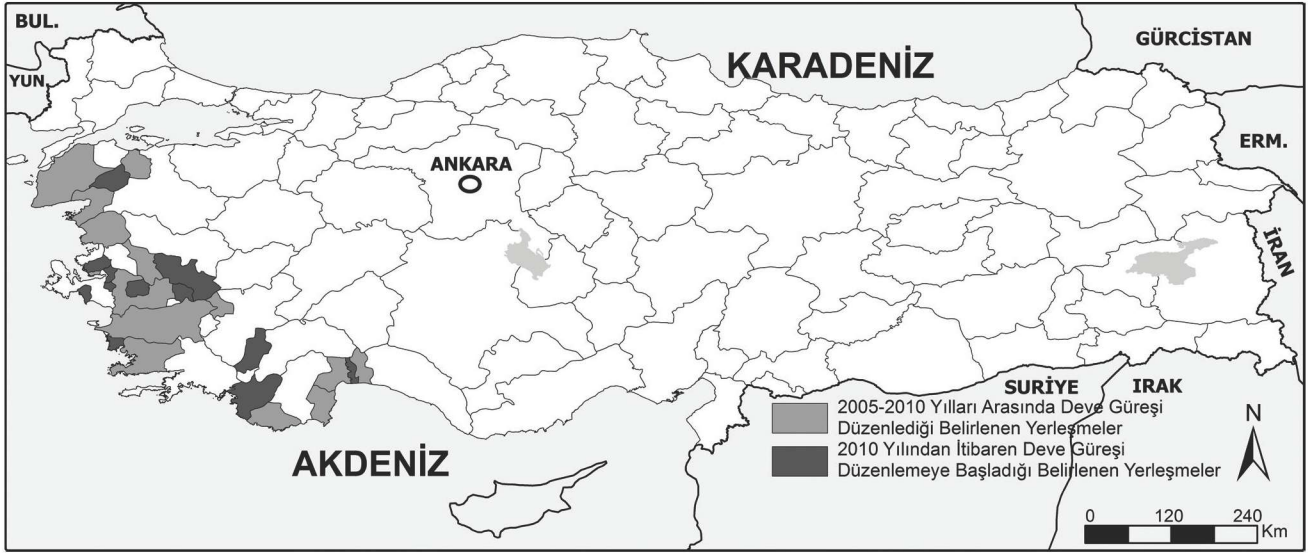 BUL.
YUN.
KARADENİZ
GÜRCİSTAN
ERM.
ANKARA
İRAN
SURİYE
IRAK
AKDENİZ
2005-2010 Yılları Arasında Deve Güreşi
Düzenlediği Belirlenen Yerleşmeler
2010 Yılından İtibaren Deve Güreşi
Düzenlemeye Başladığı Belirlenen Yerleşmeler
N
0 120 240
Km